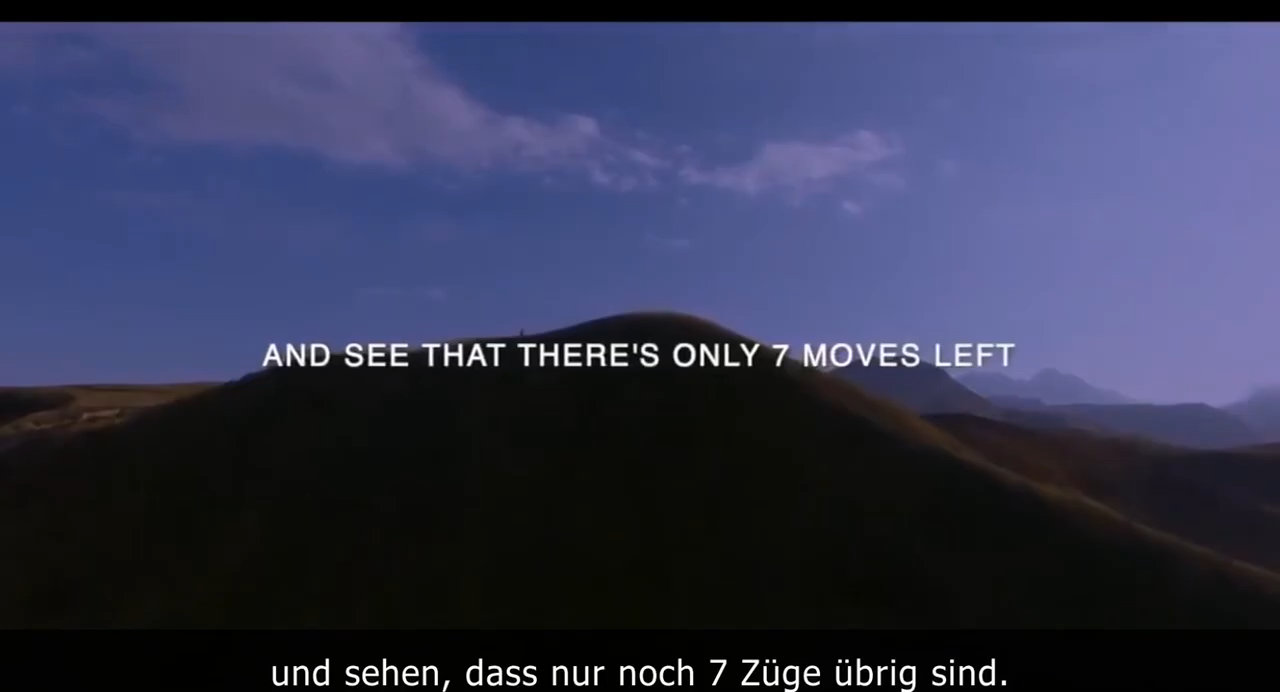 AND SEE THAT THERE'S ONLY 7 MOVES LEFT
und sehen, dass nur noch 7 Züge übrig sind.